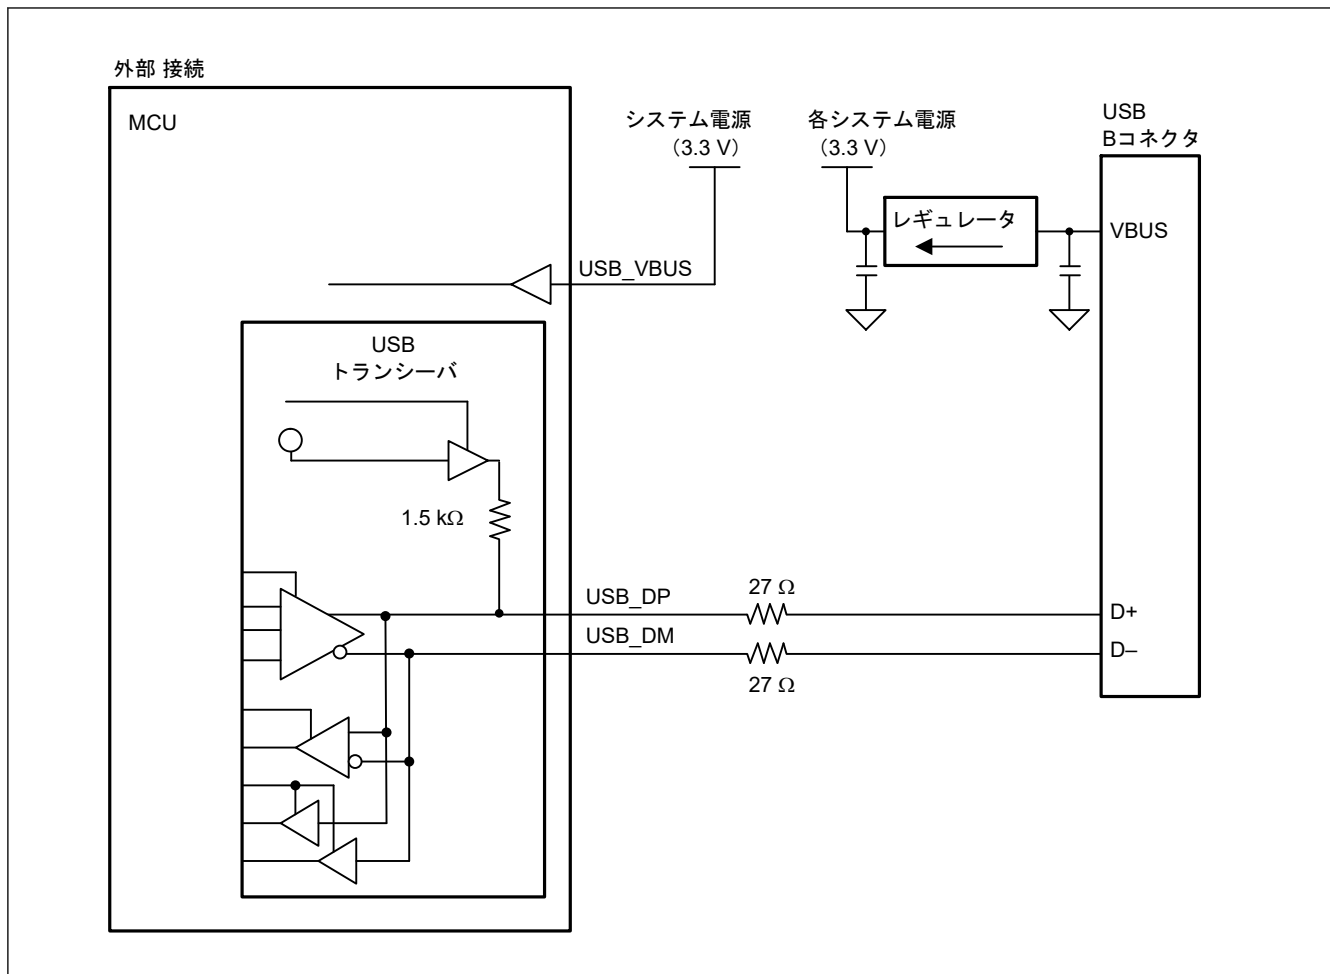 外部 接続
MCU
システム電源
（3.3 V）
各システム電源
（3.3 V）
USB
Bコネクタ
レギュレータ
VBUS
USB_VBUS
USB
トランシーバ
1.5 kΩ
USB_DP
27 Ω
D+
USB_DM
27 Ω
D–